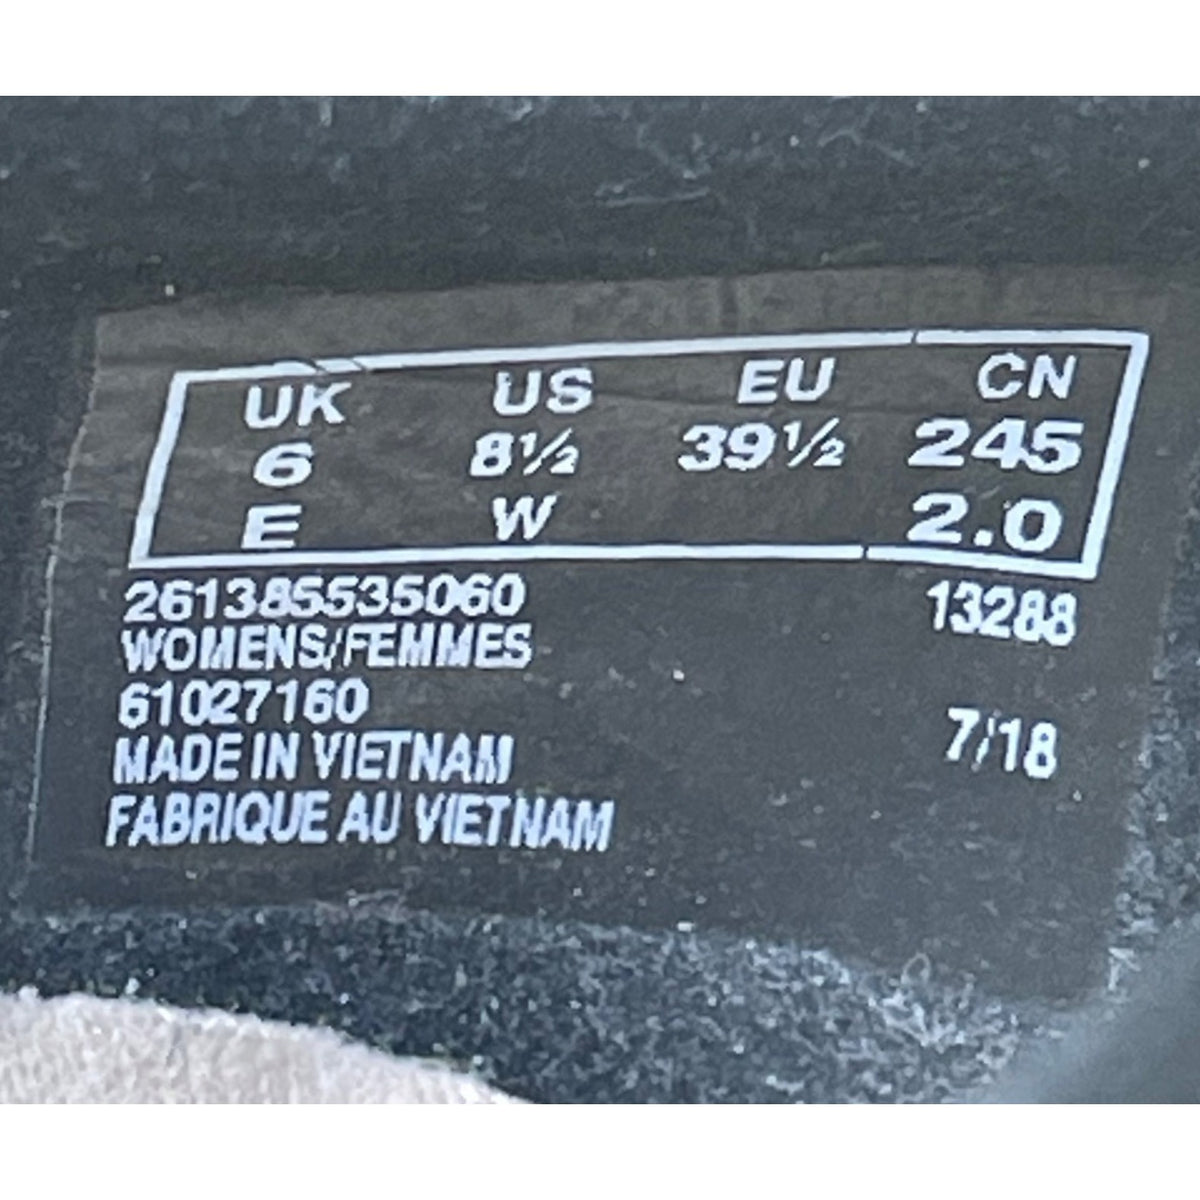 UK US EU CN
6 8½ 39½ 245
E W 2.0
261385535060 13288
WOMENS/FEMMES
61027160
MADE IN VIETNAM 7/18
FABRIQUE AU VIETNAM